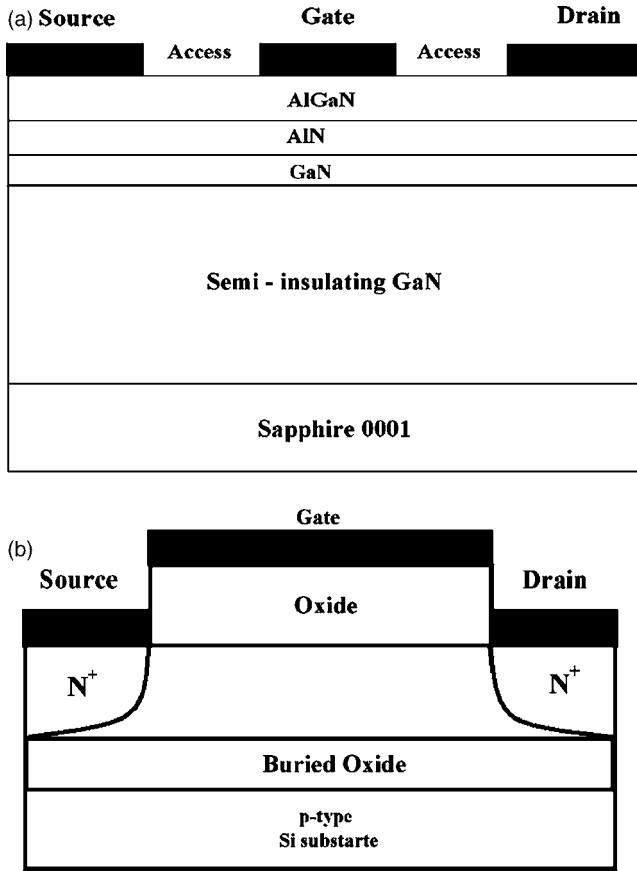 (a) Source Gate Drain
Access Access
AlGaN
AlN
GaN
Semi - insulating GaN
Sapphire 0001
Gate
(b)
Source Drain
Oxide
N+ N+
Buried Oxide
p-type
Si substarte